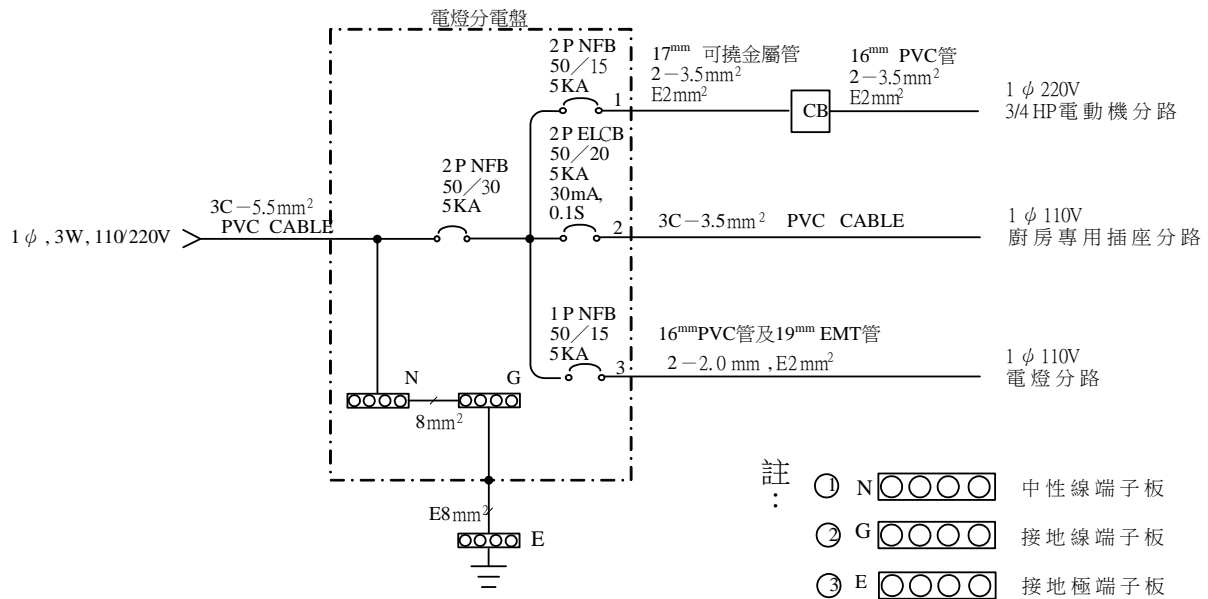 電燈分電盤
2 P NFB
50／15
5KA
1
17mm 可撓金屬管
2－3.5mm²
E2mm²
CB
16mm PVC管
2－3.5mm²
E2mm²
1 φ 220V
3/4 HP電動機分路
2 P NFB
50／30
5KA
2P ELCB
50／20
5KA
30mA,
0.1S
2
3C－5.5mm²
PVC CABLE
1 φ , 3W, 110/220V
3C－3.5mm² PVC CABLE
1 φ 110V
廚房專用插座分路
1 P NFB
50／15
5KA
3
16mmPVC管及19mm EMT管
2－2.0 mm , E2mm²
1 φ 110V
電燈分路
N
G
8mm²
E8mm²
E
註：
① N 中性線端子板
② G 接地線端子板
③ E 接地極端子板